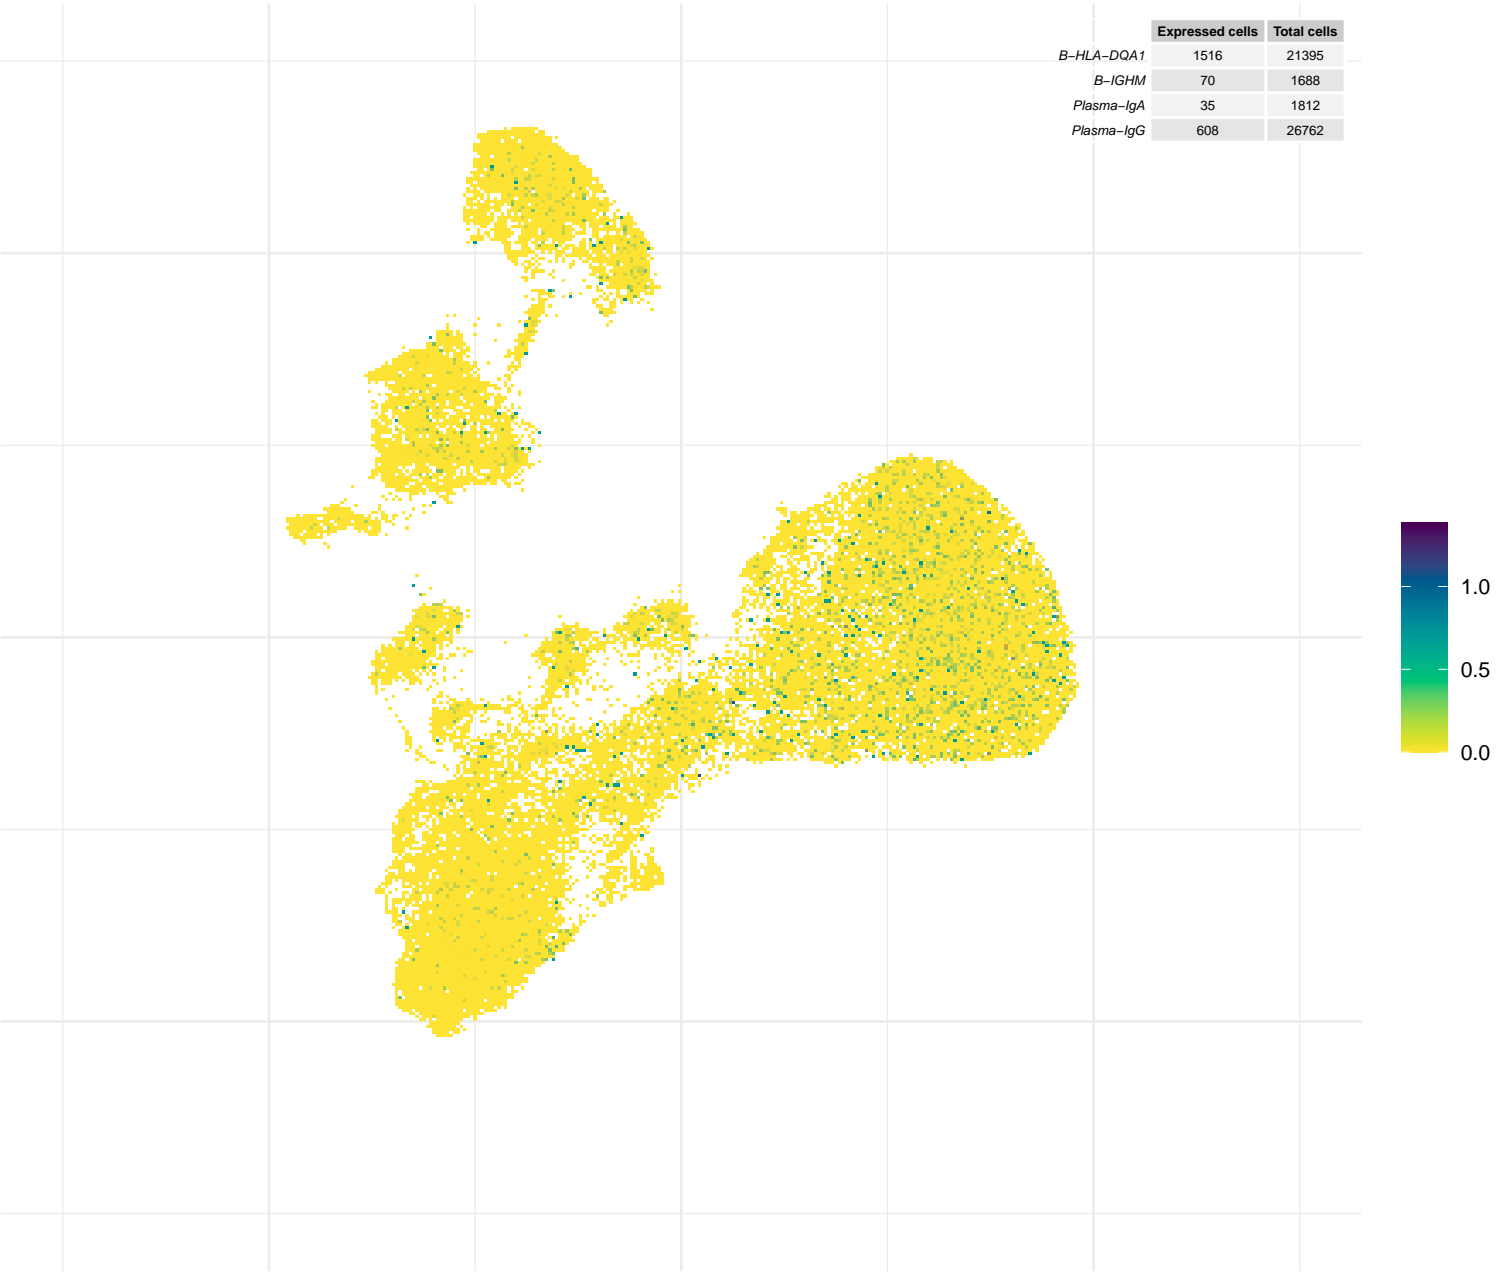 Expressed cells Total cells
B−HLA−DQA1 1516 21395
B−IGHM 70 1688
Plasma−IgA 35 1812
Plasma−IgG 608 26762
1.0
0.5
0.0